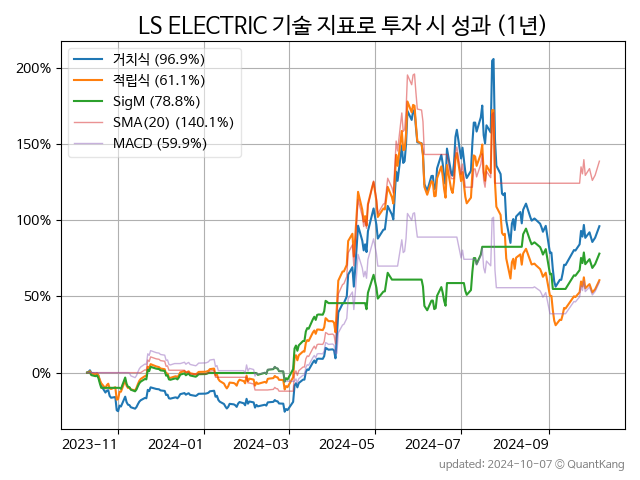 LS ELECTRIC 기술 지표로 투자 시 성과 (1년)
거치식 (96.9%)
적립식 (61.1%)
SigM (78.8%)
SMA(20) (140.1%)
MACD (59.9%)
200%
150%
100%
50%
0%
2023-11 2024-01 2024-03 2024-05 2024-07 2024-09
updated: 2024-10-07 © QuantKang